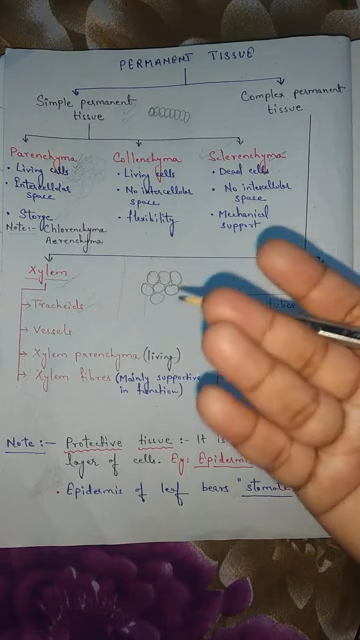 PERMANENT TISSUE
Simple permanent
tissue
Complex permanent
tissue
Parenchyma
• Living cells
• Intercellular
space
• Storge
Note:- Chlorenchyma
Aerenchyma
Collenchyma
• Living cells
• No intercellular
space
• flexibility
Sclerenchyma
• Dead cells
• No intercellular
space
• Mechanical
support
Xylem
→ Tracheids
→ Vessels
→ Xylem parenchyma (living)
→ Xylem fibres (Mainly supportive
in function)
tubes
Note :- Protective tissue :- It is
layer of cells. Eg: Epidermis
• Epidermis of leaf bears "stomata